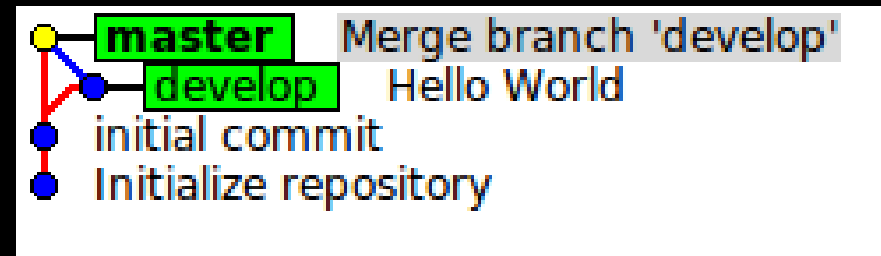 master Merge branch 'develop'
develop Hello World
initial commit
Initialize repository